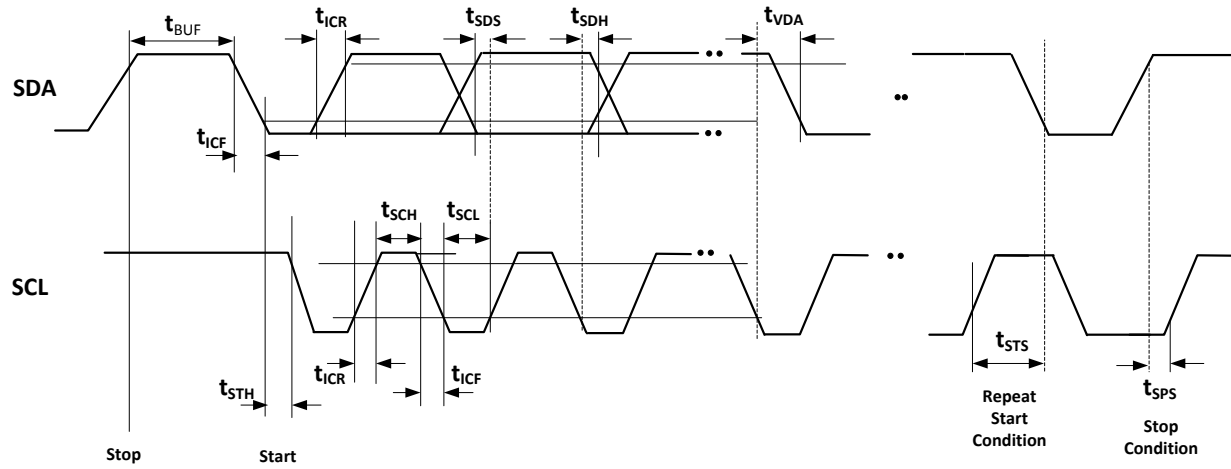 tBUF
tICR
tSDS
tSDH
tVDA
SDA
tICF
tSCH
tSCL
SCL
tSTH
tICR
tICF
tSTS
tSPS
Repeat
Start
Condition
Stop
Condition
Stop
Start